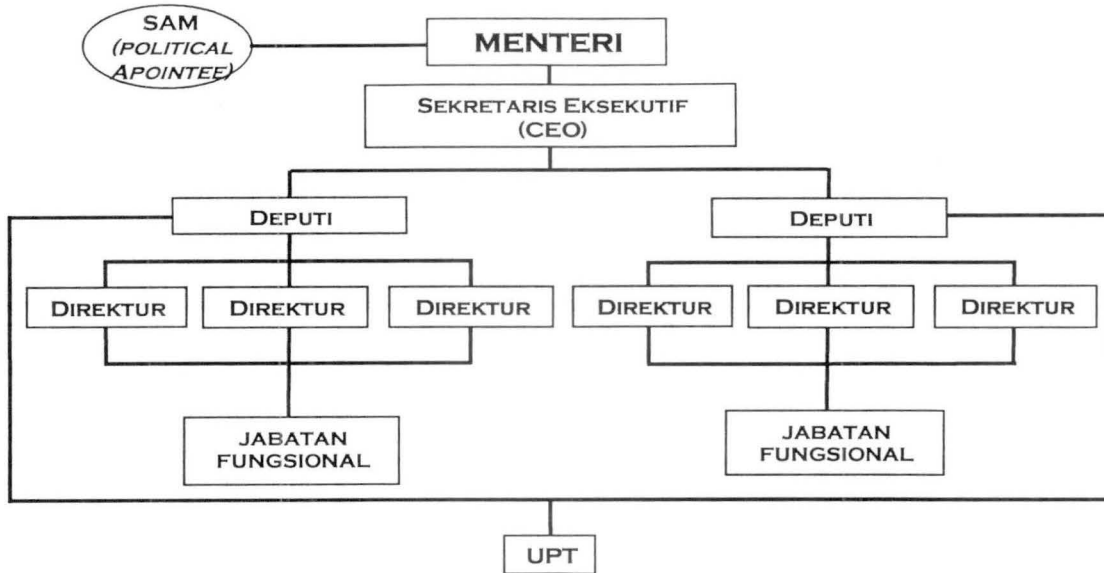 SAM
(POLITICAL
APOINTEE)
MENTERI
SEKRETARIS EKSEKUTIF
(CEO)
DEPUTI
DEPUTI
DIREKTUR
DIREKTUR
DIREKTUR
DIREKTUR
DIREKTUR
DIREKTUR
JABATAN
FUNGSIONAL
JABATAN
FUNGSIONAL
UPT